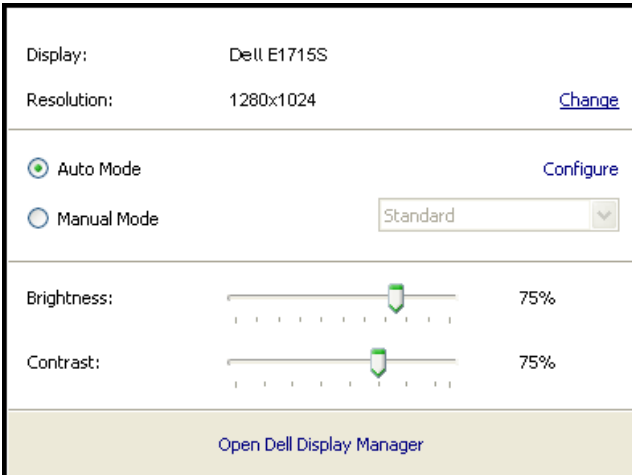 Display: Dell E1715S
Resolution: 1280x1024 Change
Auto Mode Configure
Manual Mode Standard
Brightness: 75%
Contrast: 75%
Open Dell Display Manager